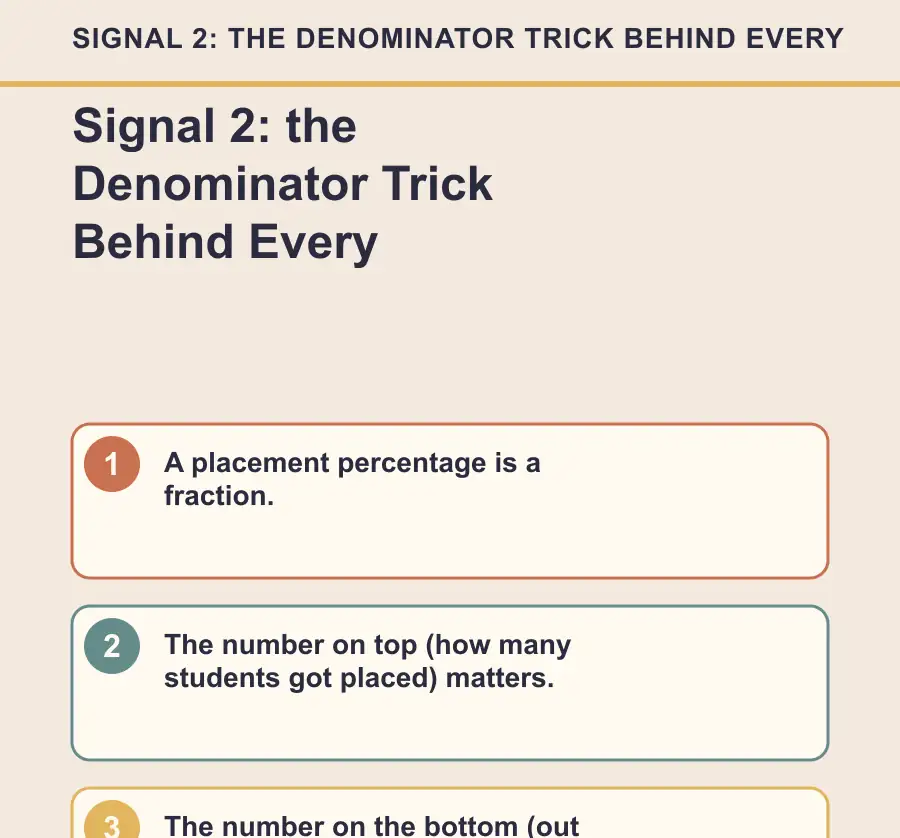 SIGNAL 2: THE DENOMINATOR TRICK BEHIND EVERY
Signal 2: the
Denominator Trick
Behind Every
1
A placement percentage is a
fraction.
2
The number on top (how many
students got placed) matters.
3
The number on the bottom (out